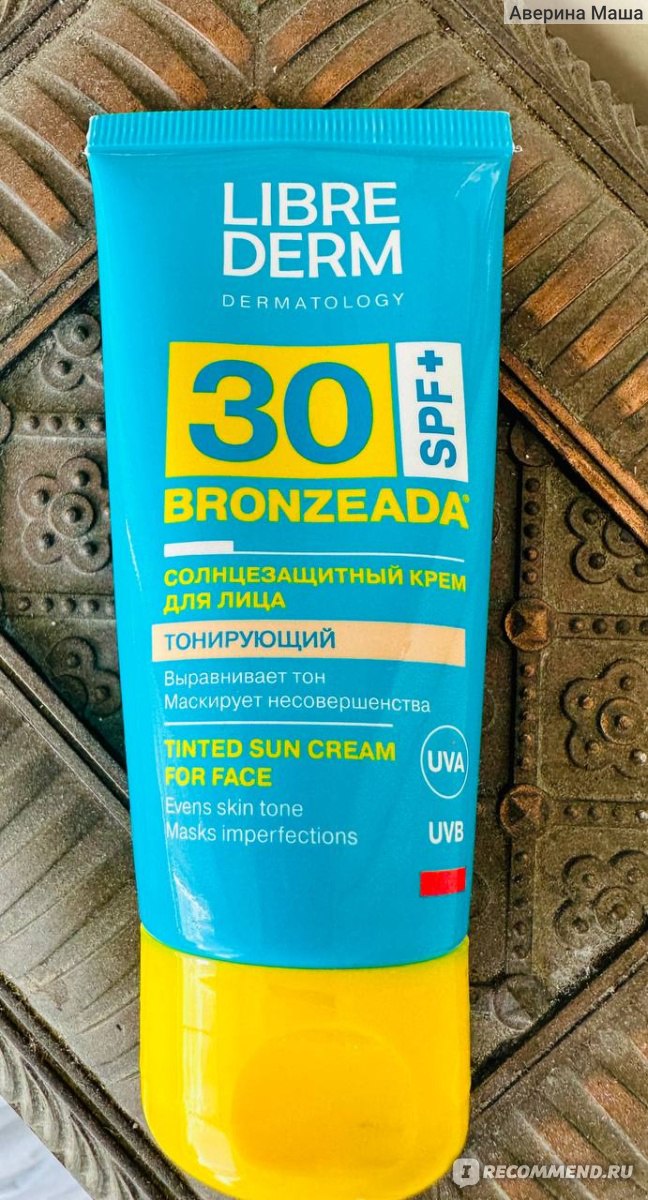 Аверина Маша
LIBRE
DERM
DERMATOLOGY
30
SPF+
BRONZEADA®
СОЛНЦЕЗАЩИТНЫЙ КРЕМ
ДЛЯ ЛИЦА
ТОНИРУЮЩИЙ
Выравнивает тон
Маскирует несовершенства
TINTED SUN CREAM
FOR FACE
Evens skin tone
Masks imperfections
UVA
UVB
IRECOMMEND.RU